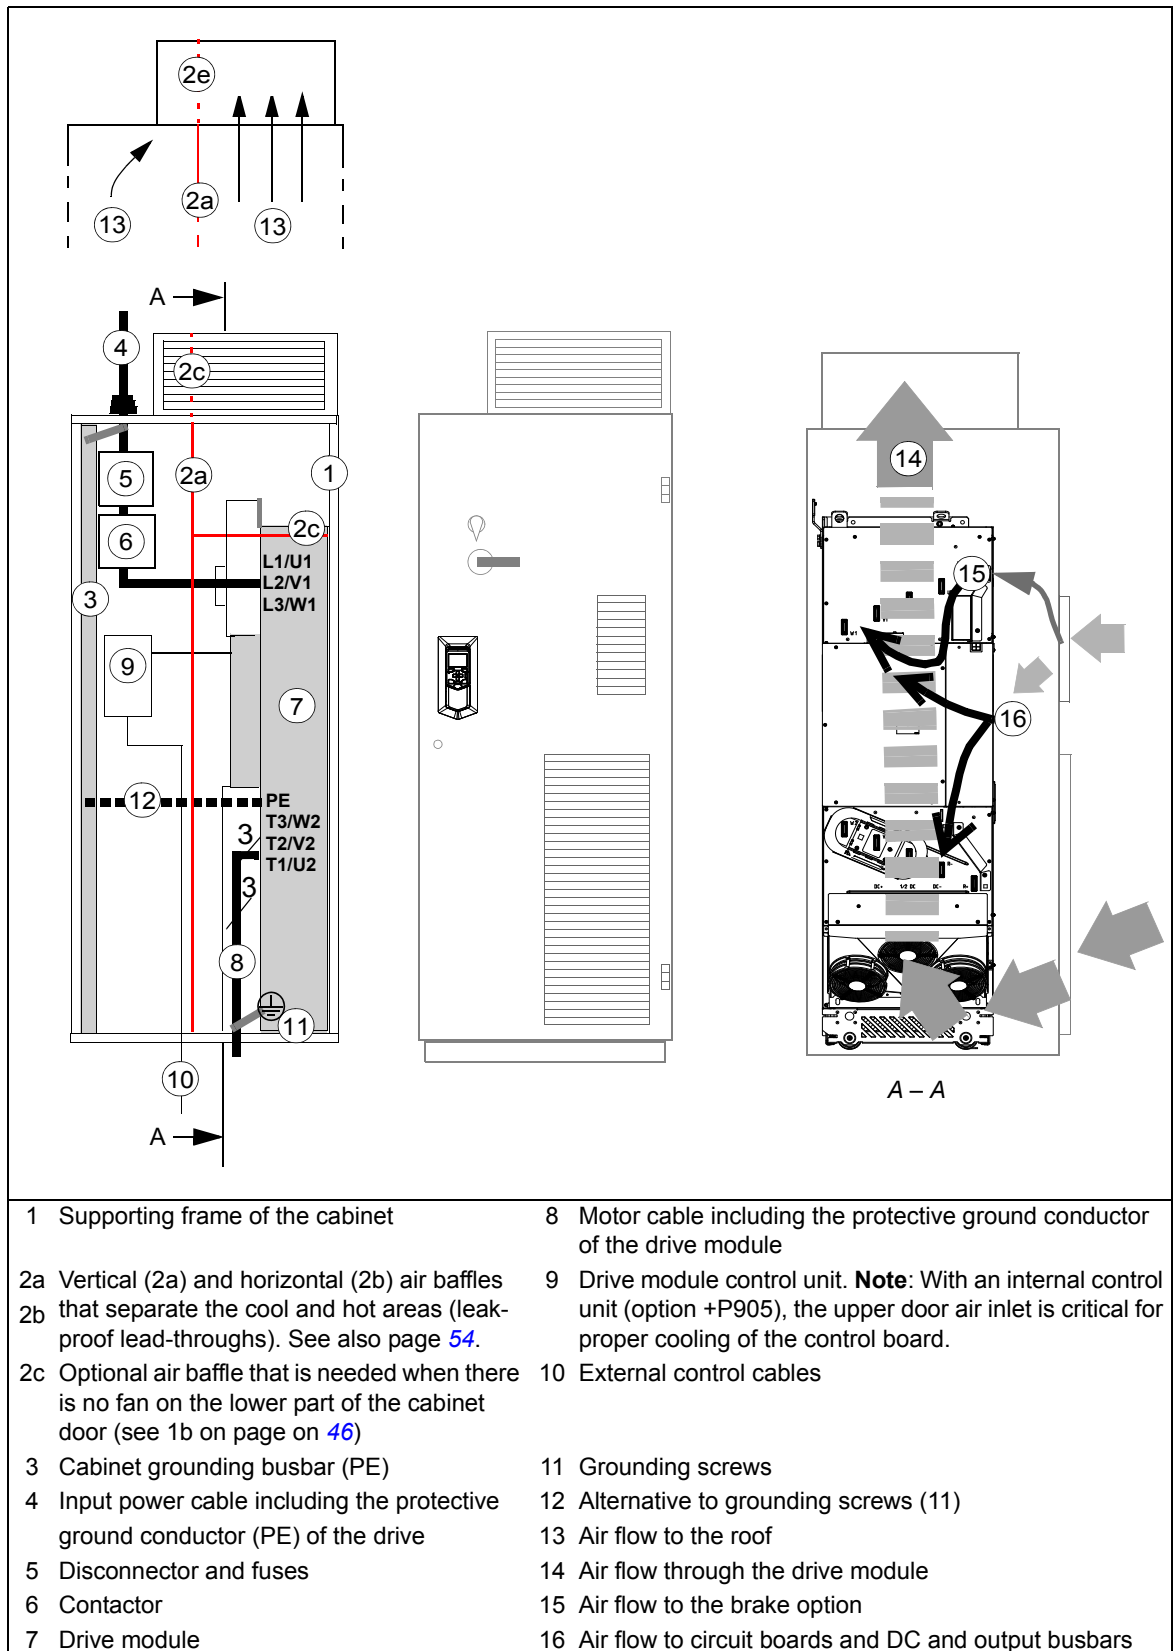 2e
2a
13
13
A
4
2c
5
2a
1
6
2c
L1/U1
L2/V1
L3/W1
3
9
7
12
PE
T3/W2
3
T2/V2
T1/U2
3
8
11
10
A
14
15
W1
16
DC+ 1/2 DC DC- R+
A – A
1 Supporting frame of the cabinet
8 Motor cable including the protective ground conductor
of the drive module
2a Vertical (2a) and horizontal (2b) air baffles
2b that separate the cool and hot areas (leak-
proof lead-throughs). See also page 54.
9 Drive module control unit. Note: With an internal control
unit (option +P905), the upper door air inlet is critical for
proper cooling of the control board.
2c Optional air baffle that is needed when there
is no fan on the lower part of the cabinet
door (see 1b on page on 46)
10 External control cables
3 Cabinet grounding busbar (PE)
11 Grounding screws
4 Input power cable including the protective
ground conductor (PE) of the drive
12 Alternative to grounding screws (11)
13 Air flow to the roof
5 Disconnector and fuses
14 Air flow through the drive module
6 Contactor
15 Air flow to the brake option
7 Drive module
16 Air flow to circuit boards and DC and output busbars